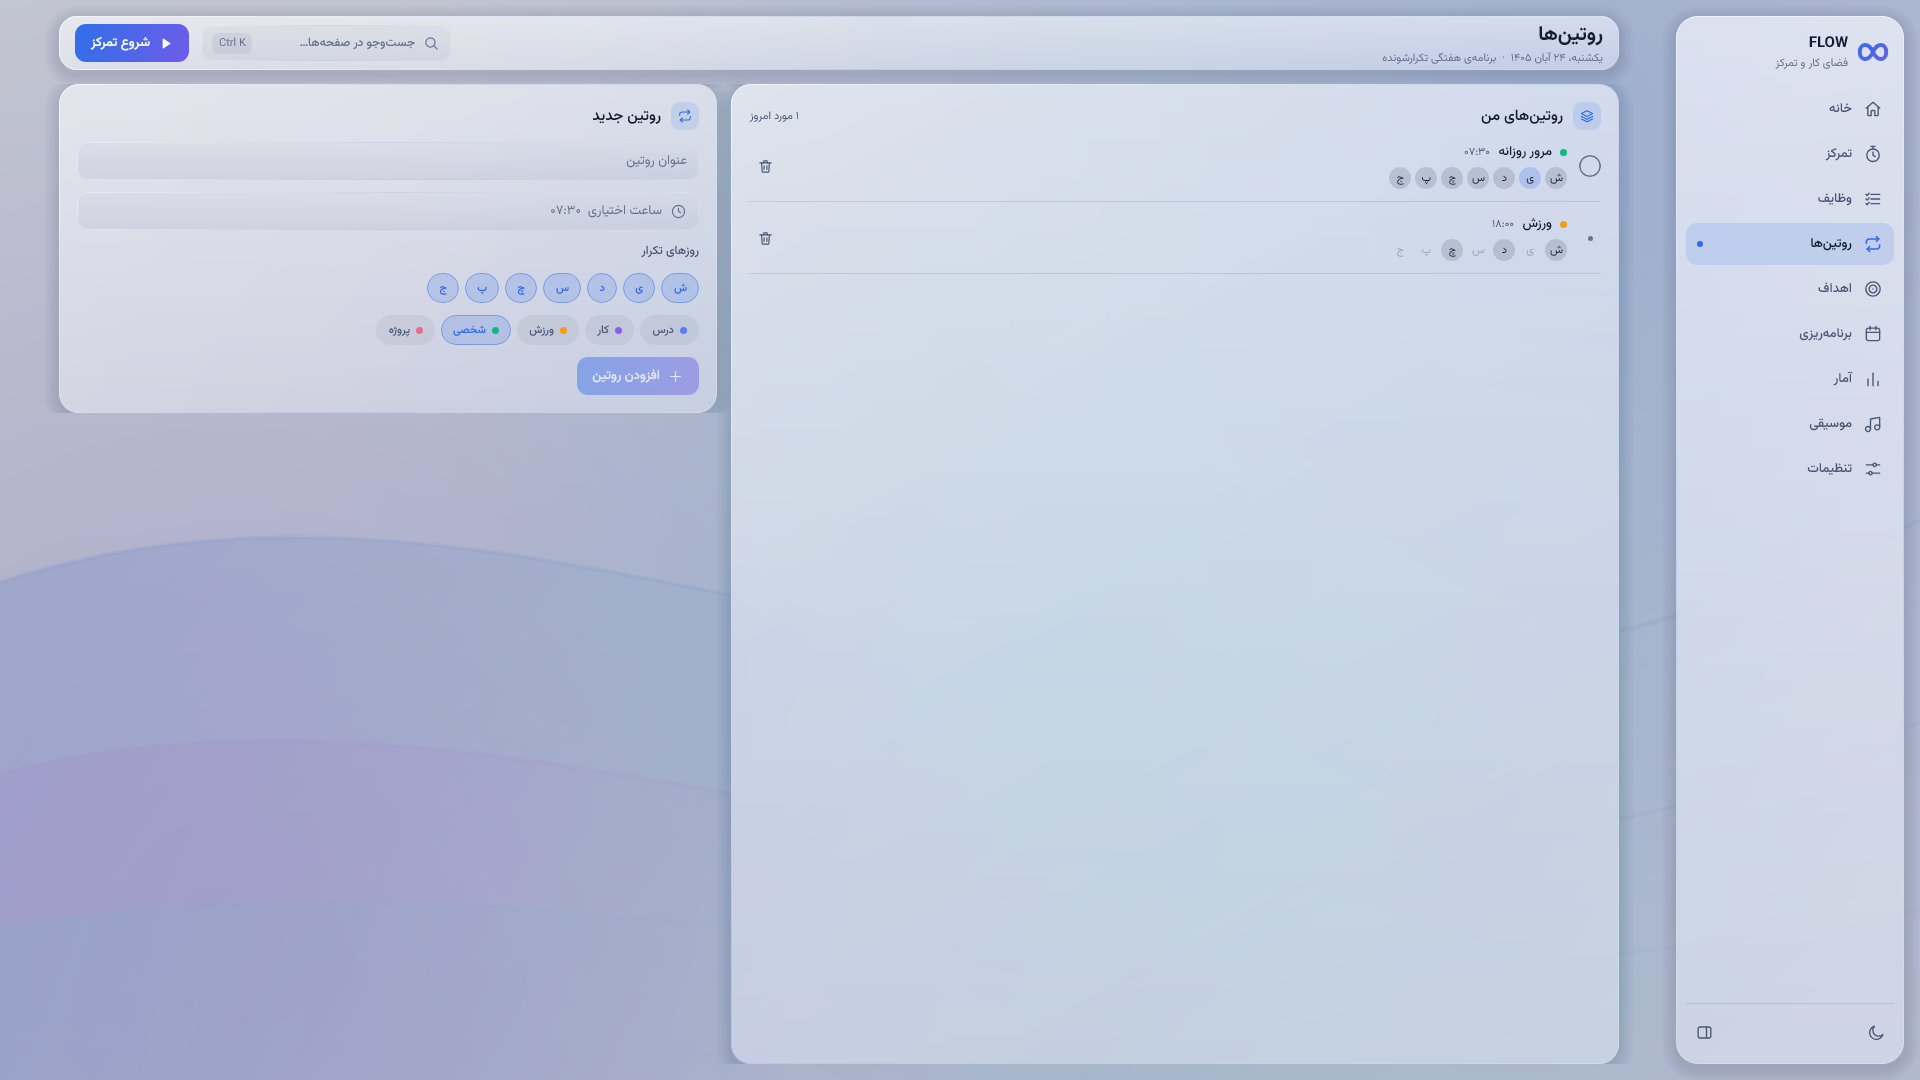 FLOW
فضای کار و تمرکز
خانه
تمرکز
وظایف
روتین‌ها
اهداف
برنامه‌ریزی
آمار
موسیقی
تنظیمات
روتین‌ها
یکشنبه، ۲۴ آبان ۱۴۰۵ · برنامه‌ی هفتگی تکرارشونده
جست‌وجو در صفحه‌ها...
Ctrl K
شروع تمرکز
روتین‌های من
۱ مورد امروز
مرور روزانه ۰۷:۳۰
ش ی د س چ پ ج
ورزش ۱۸:۰۰
ش ی د س چ پ ج
روتین جدید
عنوان روتین
ساعت اختیاری ۰۷:۳۰
روزهای تکرار
ش ی د س چ پ ج
درس کار ورزش شخصی پروژه
افزودن روتین